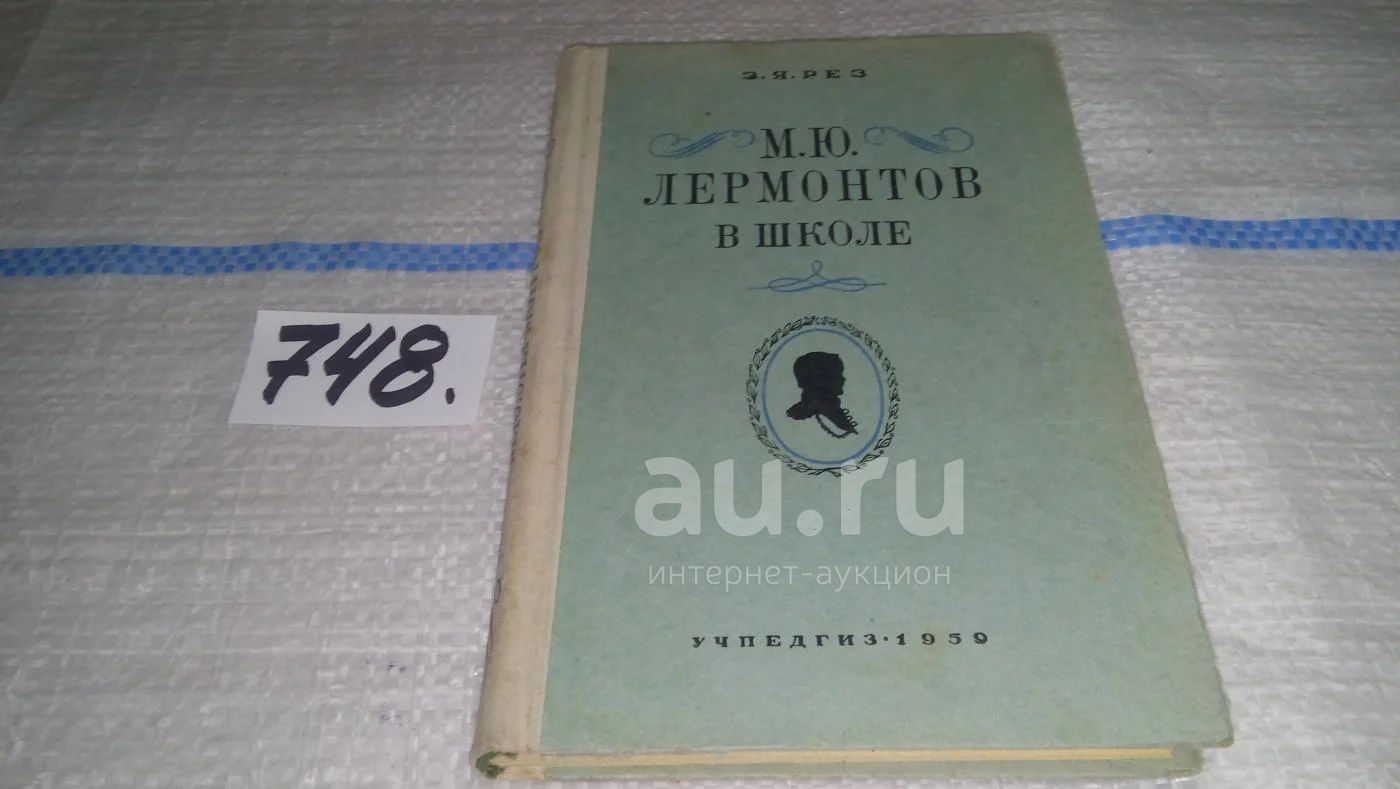 З.Я.РЕЗ
М.Ю.
ЛЕРМОНТОВ
В ШКОЛЕ
748.
au.ru
интернет-аукцион
УЧПЕДГИЗ·1959